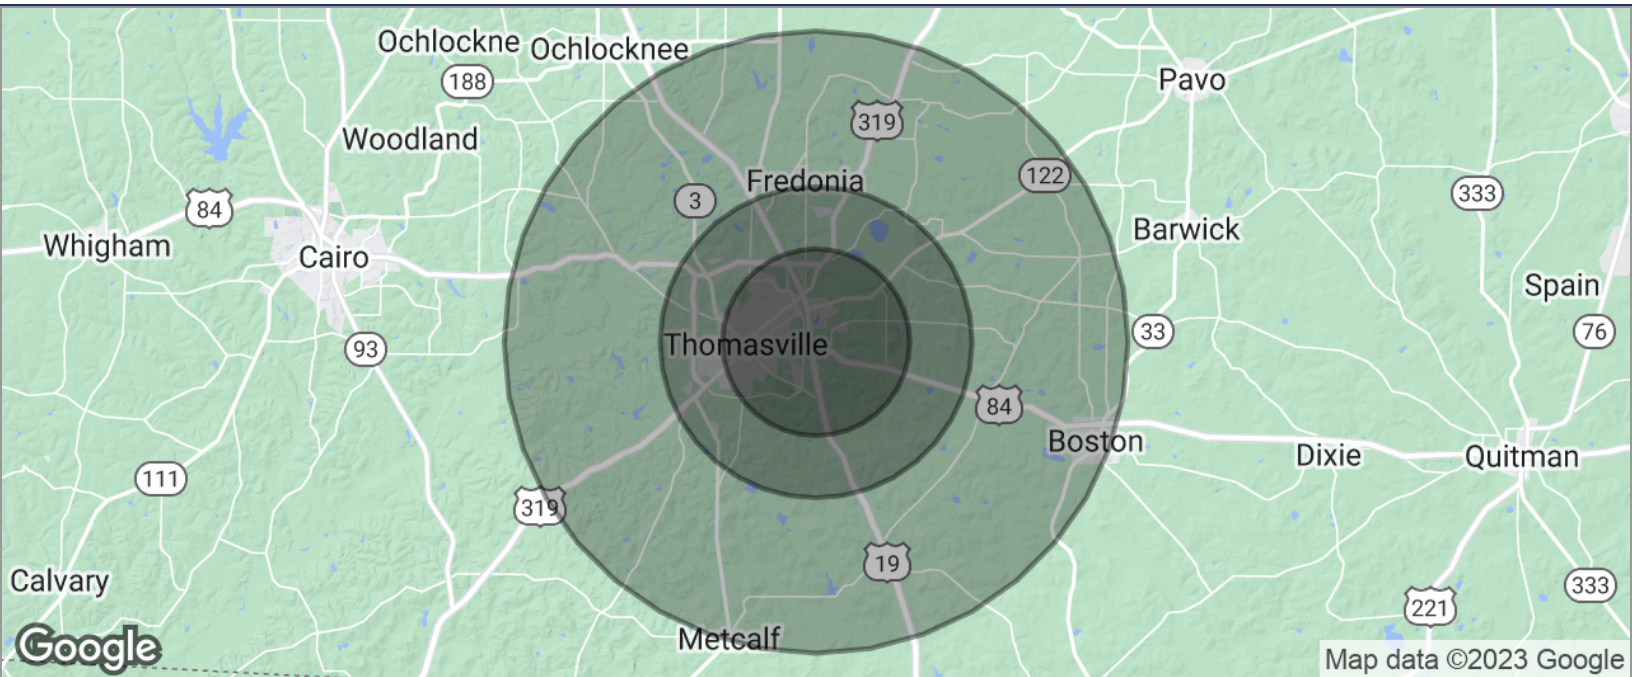 Ochlockne
Ochlocknee
188
Pavo
319
Woodland
122
Fredonia
333
3
84
Barwick
Whigham
Cairo
Spain
33
76
Thomasville
93
84
Boston
Dixie
Quitman
111
319
19
Calvary
333
221
Metcalf
Google
Map data ©2023 Google